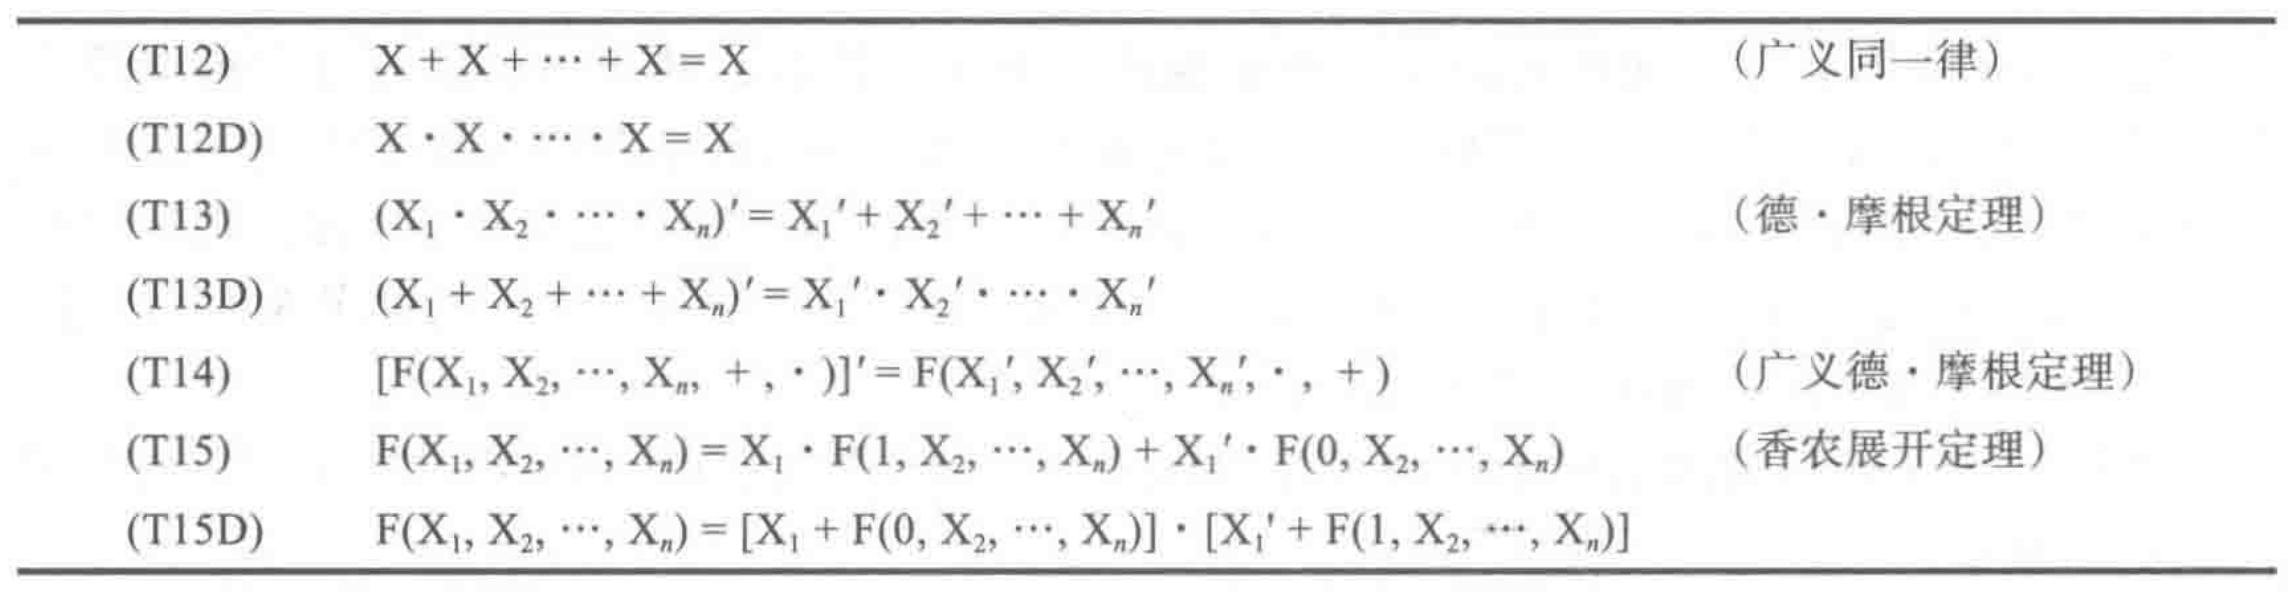 (T12) X + X + ⋯ + X = X (广义同一律)
(T12D) X · X · ⋯ · X = X
(T13) (X₁ · X₂ · ⋯ · Xₙ)′ = X₁′ + X₂′ + ⋯ + Xₙ′ (德·摩根定理)
(T13D) (X₁ + X₂ + ⋯ + Xₙ)′ = X₁′ · X₂′ · ⋯ · Xₙ′
(T14) [F(X₁, X₂, ⋯, Xₙ, + , · )]′ = F(X₁′, X₂′, ⋯, Xₙ′, · , + ) (广义德·摩根定理)
(T15) F(X₁, X₂, ⋯, Xₙ) = X₁ · F(1, X₂, ⋯, Xₙ) + X₁′ · F(0, X₂, ⋯, Xₙ) (香农展开定理)
(T15D) F(X₁, X₂, ⋯, Xₙ) = [X₁ + F(0, X₂, ⋯, Xₙ)] · [X₁′ + F(1, X₂, ⋯, Xₙ)]